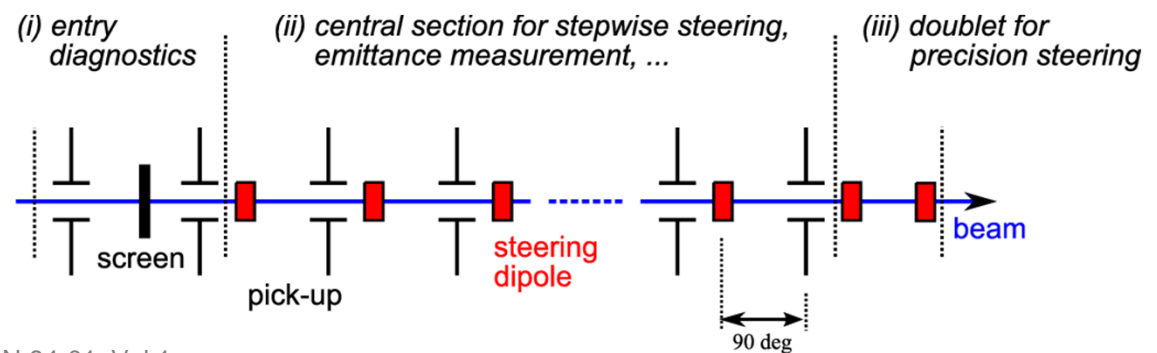 (i) entry
diagnostics
(ii) central section for stepwise steering,
emittance measurement, ...
(iii) doublet for
precision steering
screen
pick-up
steering
dipole
beam
90 deg